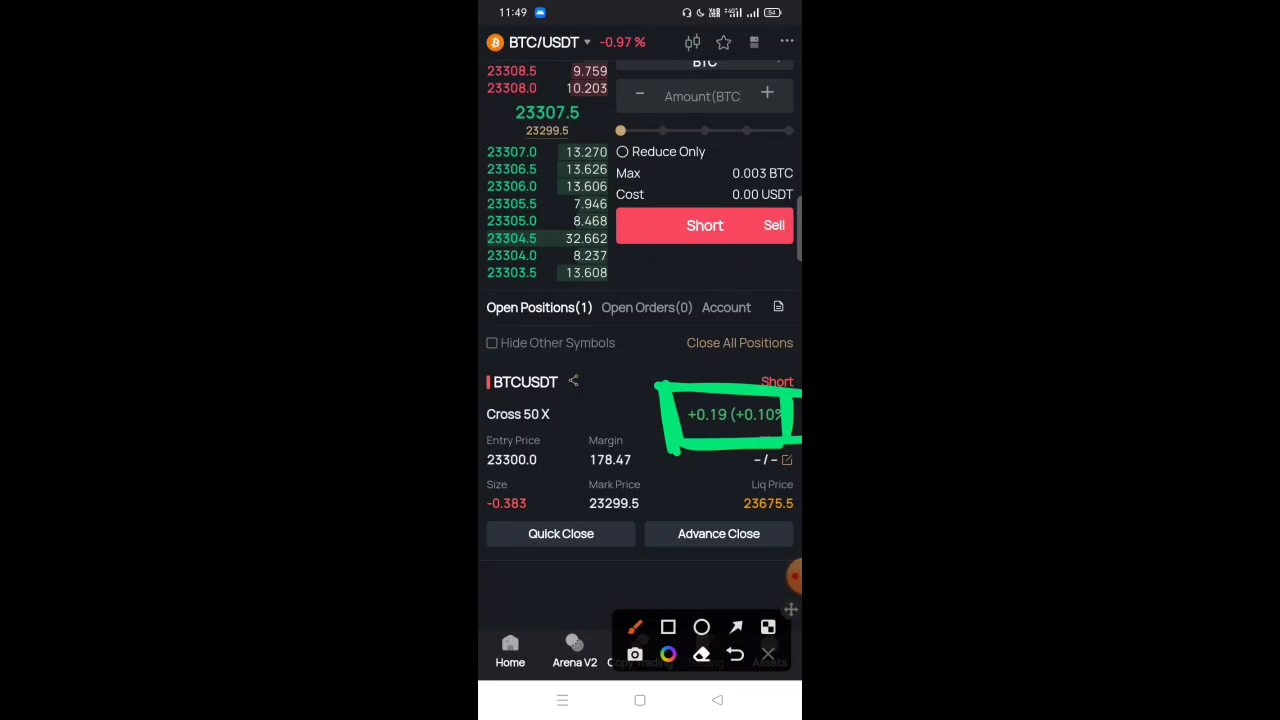 11:49 54
BTC/USDT -0.97 %
BTC
23308.5 9.759
23308.0 10.203
Amount(BTC
23307.5
23299.5
23307.0 13.270 Reduce Only
23306.5 13.626 Max 0.003 BTC
23306.0 13.606 Cost 0.00 USDT
23305.5 7.946
23305.0 8.468 Short Sell
23304.5 32.662
23304.0 8.237
23303.5 13.608
Open Positions(1) Open Orders(0) Account
Hide Other Symbols Close All Positions
BTCUSDT Short
Cross 50 X +0.19 (+0.10%
Entry Price Margin
23300.0 178.47 – / –
Size Mark Price Liq Price
-0.383 23299.5 23675.5
Quick Close Advance Close
Home Arena V2 Copy Trading Assets